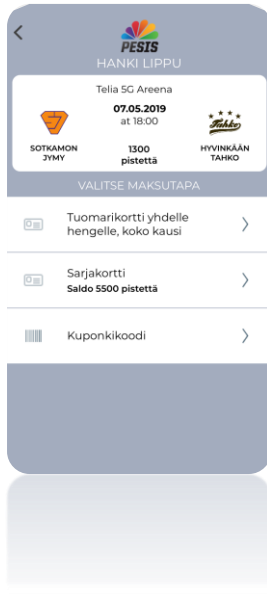 PESIS
HANKI LIPPU
Telia 5G Areena
07.05.2019
at 18:00
Tahko
SOTKAMON
JYMY
1300
pistettä
HYVINKÄÄN
TAHKO
VALITSE MAKSUTAPA
Tuomarikortti yhdelle
hengelle, koko kausi
Sarjakortti
Saldo 5500 pistettä
Kuponkikoodi